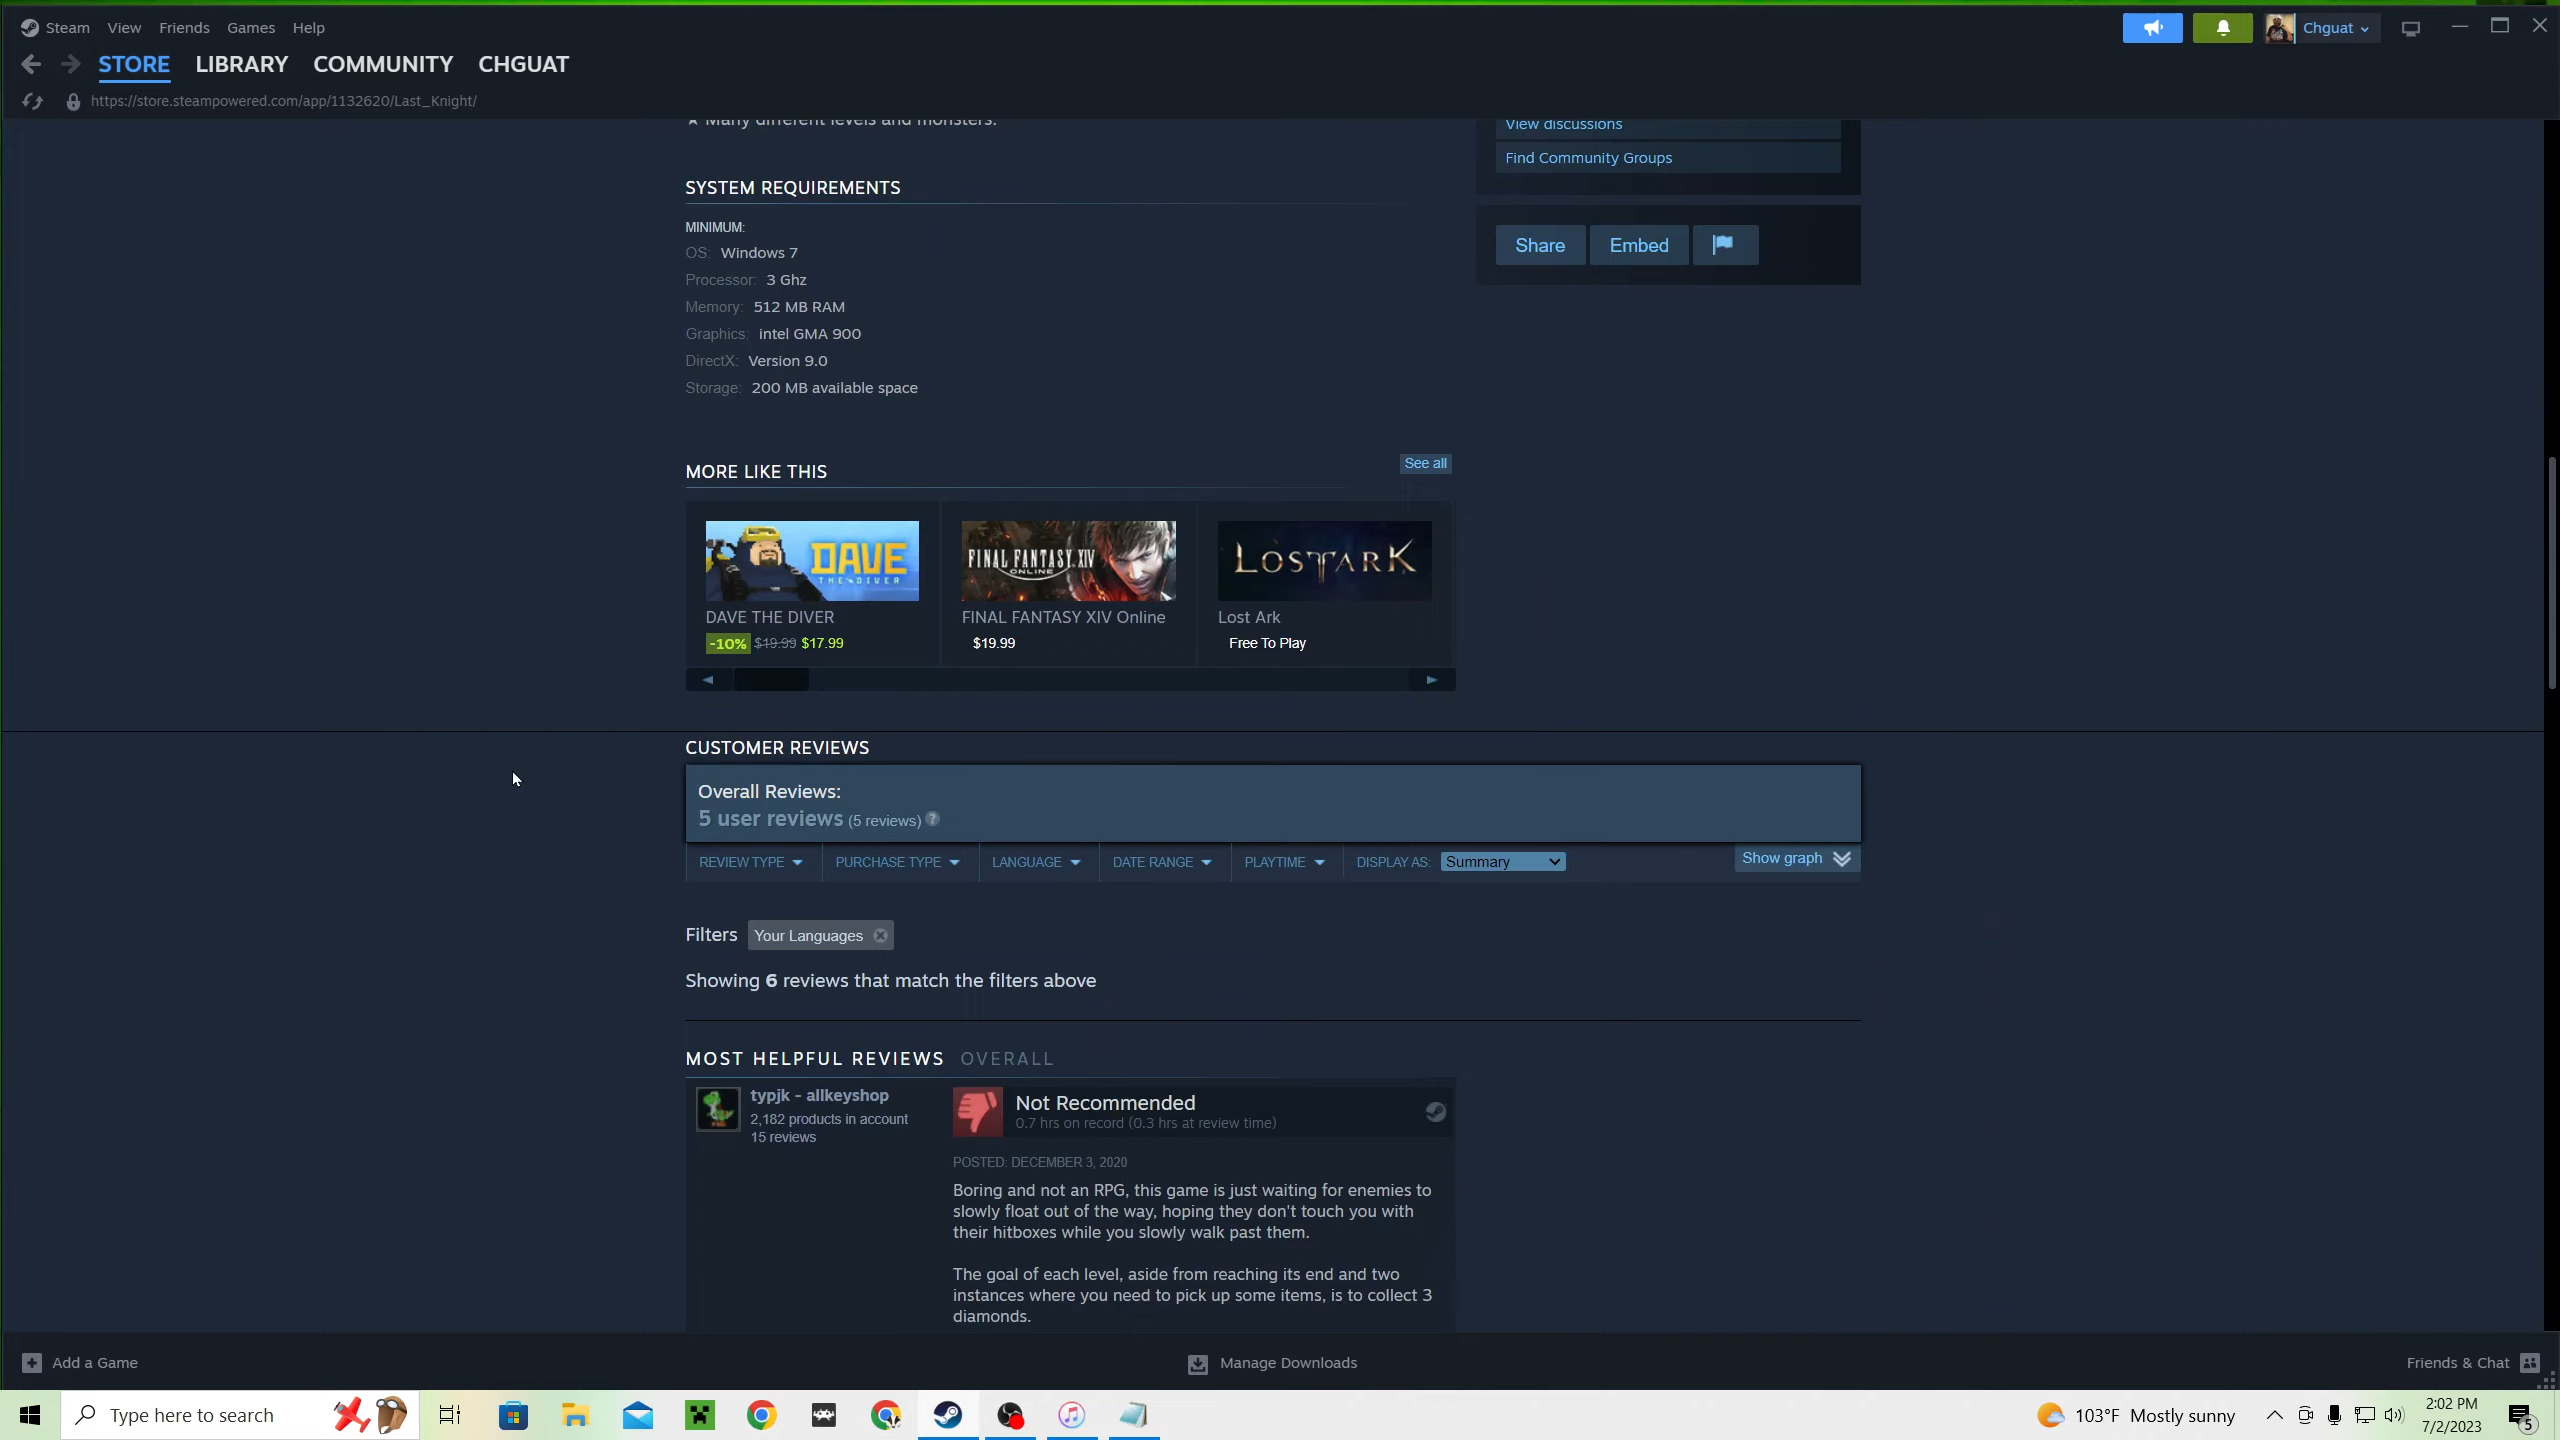 Steam View Friends Games Help
Chguat
STORE LIBRARY COMMUNITY CHGUAT
https://store.steampowered.com/app/1132620/Last_Knight/
★ Many different levels and monsters.
View discussions
Find Community Groups
Share Embed
SYSTEM REQUIREMENTS
MINIMUM:
OS: Windows 7
Processor: 3 Ghz
Memory: 512 MB RAM
Graphics: intel GMA 900
DirectX: Version 9.0
Storage: 200 MB available space
MORE LIKE THIS
See all
DAVE
THE DIVER
FINAL FANTASY XIV
ONLINE
LOST ARK
DAVE THE DIVER
-10% $19.99 $17.99
FINAL FANTASY XIV Online
$19.99
Lost Ark
Free To Play
CUSTOMER REVIEWS
Overall Reviews:
5 user reviews (5 reviews) ?
REVIEW TYPE PURCHASE TYPE LANGUAGE DATE RANGE PLAYTIME DISPLAY AS: Summary Show graph
Filters Your Languages
Showing 6 reviews that match the filters above
MOST HELPFUL REVIEWS OVERALL
typjk - allkeyshop
2,182 products in account
15 reviews
Not Recommended
0.7 hrs on record (0.3 hrs at review time)
POSTED: DECEMBER 3, 2020
Boring and not an RPG, this game is just waiting for enemies to
slowly float out of the way, hoping they don't touch you with
their hitboxes while you slowly walk past them.
The goal of each level, aside from reaching its end and two
instances where you need to pick up some items, is to collect 3
diamonds.
Add a Game
Manage Downloads
Friends & Chat
Type here to search
103°F Mostly sunny
2:02 PM
7/2/2023
5